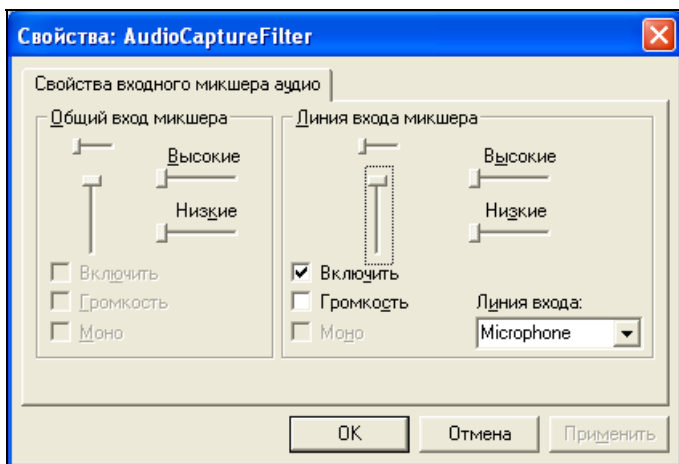 Свойства: AudioCaptureFilter
Свойства входного микшера аудио
Общий вход микшера
Высокие
Низкие
Включить
Громкость
Моно
Линия входа микшера
Высокие
Низкие
Включить
Громкость
Моно
Линия входа:
Microphone
OK
Отмена
Применить